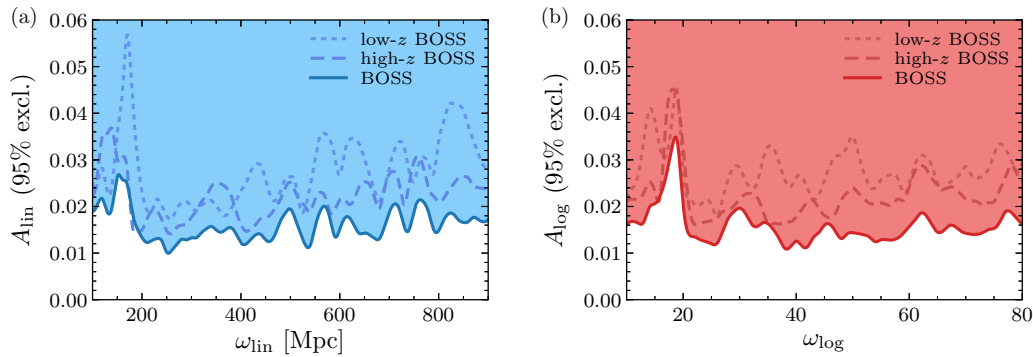 (a)
0.06
0.05
0.04
0.03
0.02
0.01
0.00
A_lin (95% excl.)
low-z BOSS
high-z BOSS
BOSS
200
400
600
800
ω_lin [Mpc]
(b)
0.06
0.05
0.04
0.03
0.02
0.01
0.00
A_log (95% excl.)
low-z BOSS
high-z BOSS
BOSS
20
40
60
80
ω_log